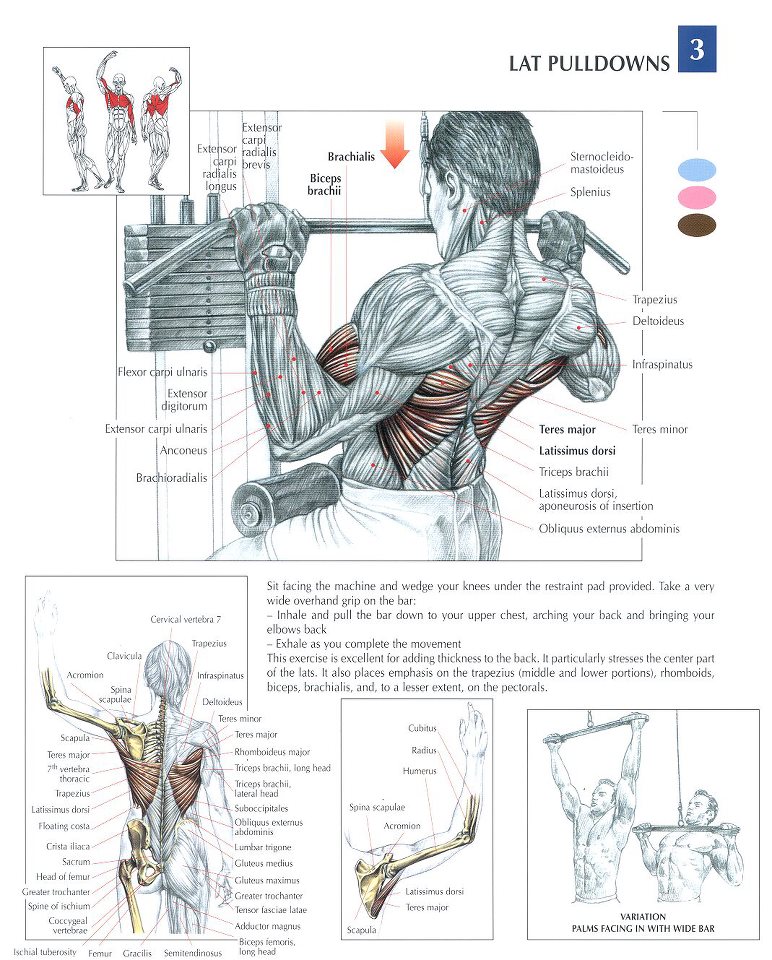 LAT PULLDOWNS
3
Extensor
carpi
radialis
brevis
Extensor
carpi
radialis
longus
Brachialis
Biceps
brachii
Sternocleido-
mastoideus
Splenius
Trapezius
Deltoideus
Infraspinatus
Flexor carpi ulnaris
Extensor
digitorum
Extensor carpi ulnaris
Anconeus
Brachioradialis
Teres major
Teres minor
Latissimus dorsi
Triceps brachii
Latissimus dorsi,
aponeurosis of insertion
Obliquus externus abdominis
Sit facing the machine and wedge your knees under the restraint pad provided. Take a very
wide overhand grip on the bar:
– Inhale and pull the bar down to your upper chest, arching your back and bringing your
elbows back
– Exhale as you complete the movement
This exercise is excellent for adding thickness to the back. It particularly stresses the center part
of the lats. It also places emphasis on the trapezius (middle and lower portions), rhomboids,
biceps, brachialis, and, to a lesser extent, on the pectorals.
Cervical vertebra 7
Trapezius
Clavicula
Infraspinatus
Acromion
Spina
scapulae
Deltoideus
Teres minor
Scapula
Teres major
Teres major
Rhomboideus major
7th vertebra
thoracic
Triceps brachii, long head
Trapezius
Triceps brachii,
lateral head
Latissimus dorsi
Suboccipitales
Floating costa
Obliquus externus
abdominis
Crista iliaca
Lumbar trigone
Sacrum
Gluteus medius
Head of femur
Gluteus maximus
Greater trochanter
Greater trochanter
Spine of ischium
Tensor fasciae latae
Coccygeal
vertebrae
Adductor magnus
Biceps femoris,
long head
Ischial tuberosity
Femur
Gracilis
Semitendinosus
Cubitus
Radius
Humerus
Spina scapulae
Acromion
Latissimus dorsi
Teres major
Scapula
VARIATION
PALMS FACING IN WITH WIDE BAR